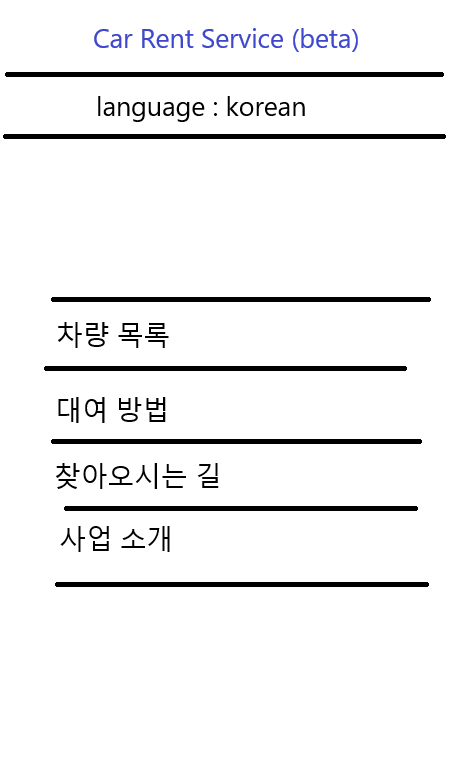 Car Rent Service (beta)
language : korean
차량 목록
대여 방법
찾아오시는 길
사업 소개